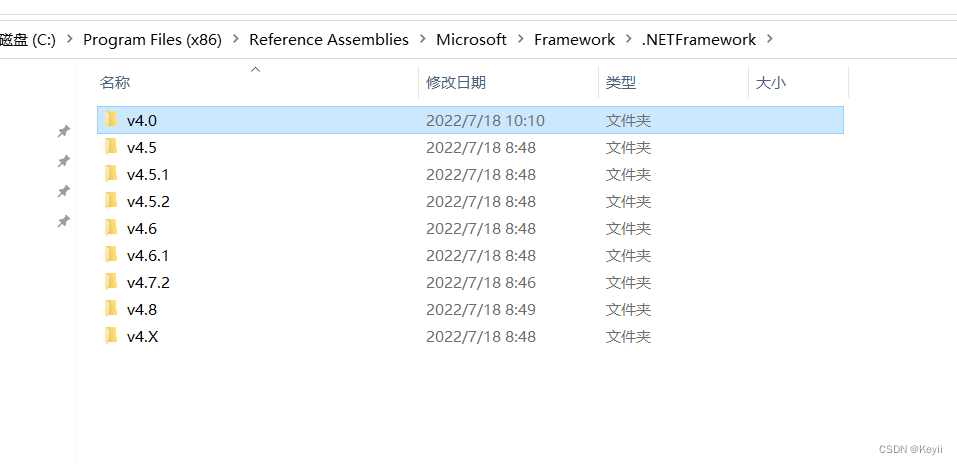 磁盘 (C:) > Program Files (x86) > Reference Assemblies > Microsoft > Framework > .NETFramework >
名称 修改日期 类型 大小
v4.0 2022/7/18 10:10 文件夹
v4.5 2022/7/18 8:48 文件夹
v4.5.1 2022/7/18 8:48 文件夹
v4.5.2 2022/7/18 8:48 文件夹
v4.6 2022/7/18 8:48 文件夹
v4.6.1 2022/7/18 8:48 文件夹
v4.7.2 2022/7/18 8:46 文件夹
v4.8 2022/7/18 8:49 文件夹
v4.X 2022/7/18 8:48 文件夹
CSDN @Keyii